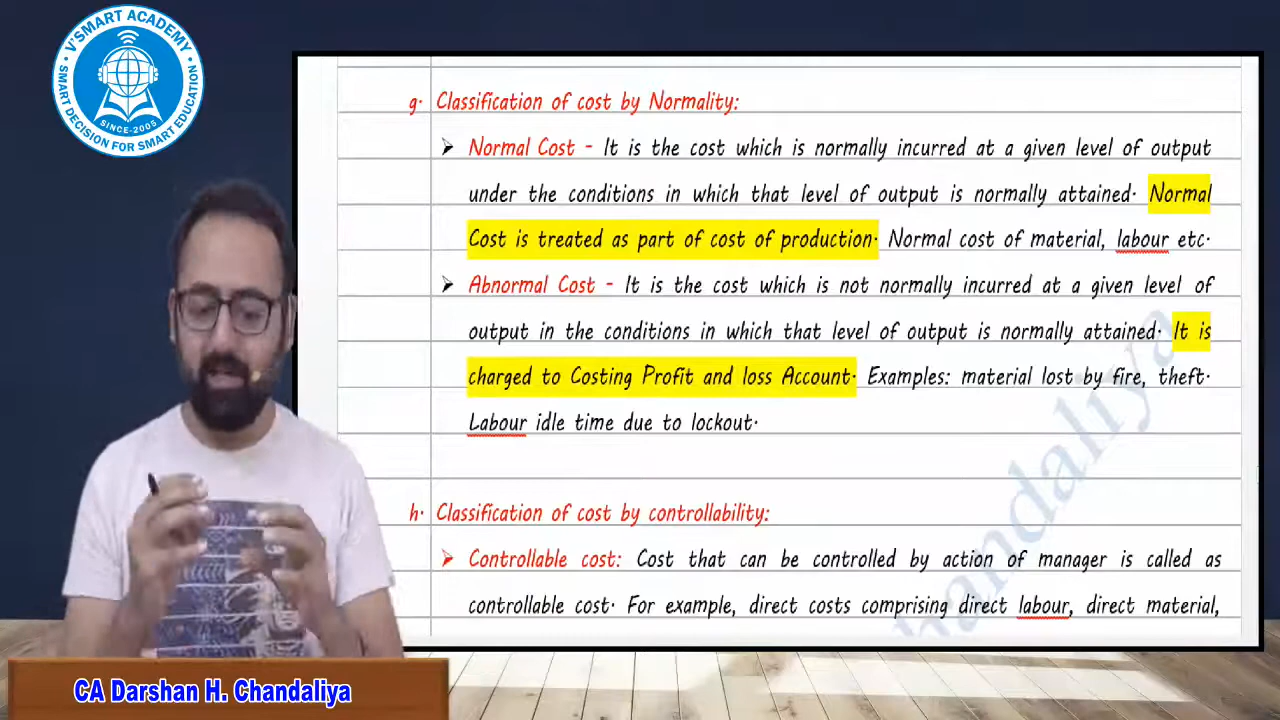 V'SMART ACADEMY
SINCE-2005
SMART DECISION FOR SMART EDUCATION
g. Classification of cost by Normality:
➢ Normal Cost - It is the cost which is normally incurred at a given level of output
under the conditions in which that level of output is normally attained. Normal
Cost is treated as part of cost of production. Normal cost of material, labour etc.
➢ Abnormal Cost - It is the cost which is not normally incurred at a given level of
output in the conditions in which that level of output is normally attained. It is
charged to Costing Profit and loss Account. Examples: material lost by fire, theft.
Labour idle time due to lockout.
h. Classification of cost by controllability:
➢ Controllable cost: Cost that can be controlled by action of manager is called as
controllable cost. For example, direct costs comprising direct labour, direct material,
CA Darshan H. Chandaliya